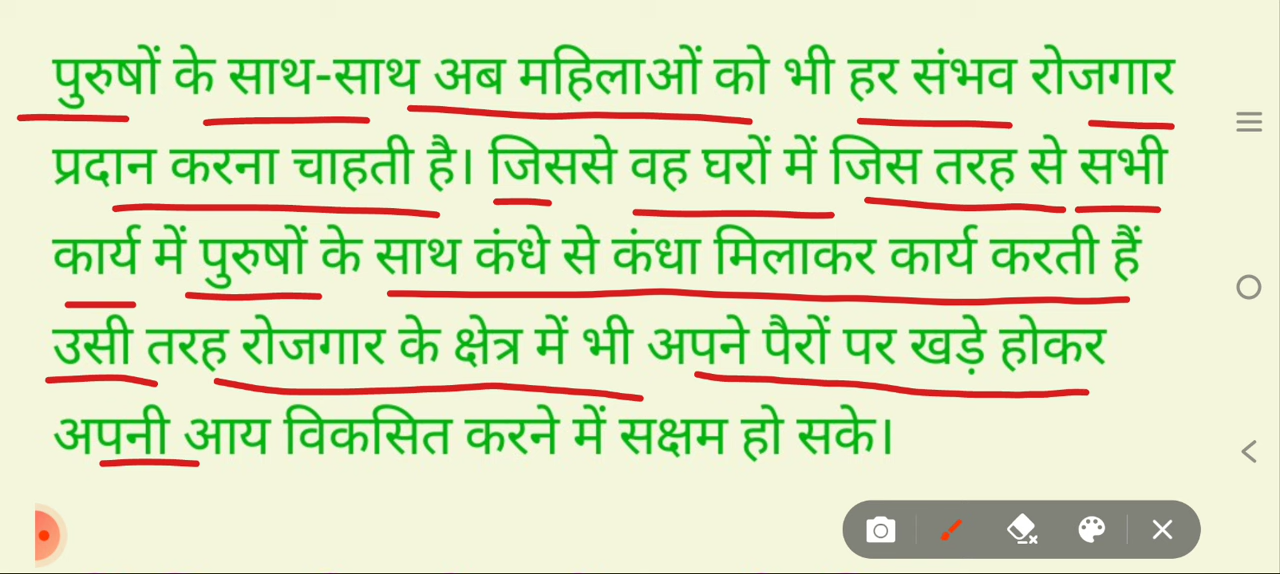 पुरुषों के साथ-साथ अब महिलाओं को भी हर संभव रोजगार
प्रदान करना चाहती है। जिससे वह घरों में जिस तरह से सभी
कार्य में पुरुषों के साथ कंधे से कंधा मिलाकर कार्य करती हैं
उसी तरह रोजगार के क्षेत्र में भी अपने पैरों पर खड़े होकर
अपनी आय विकसित करने में सक्षम हो सके।